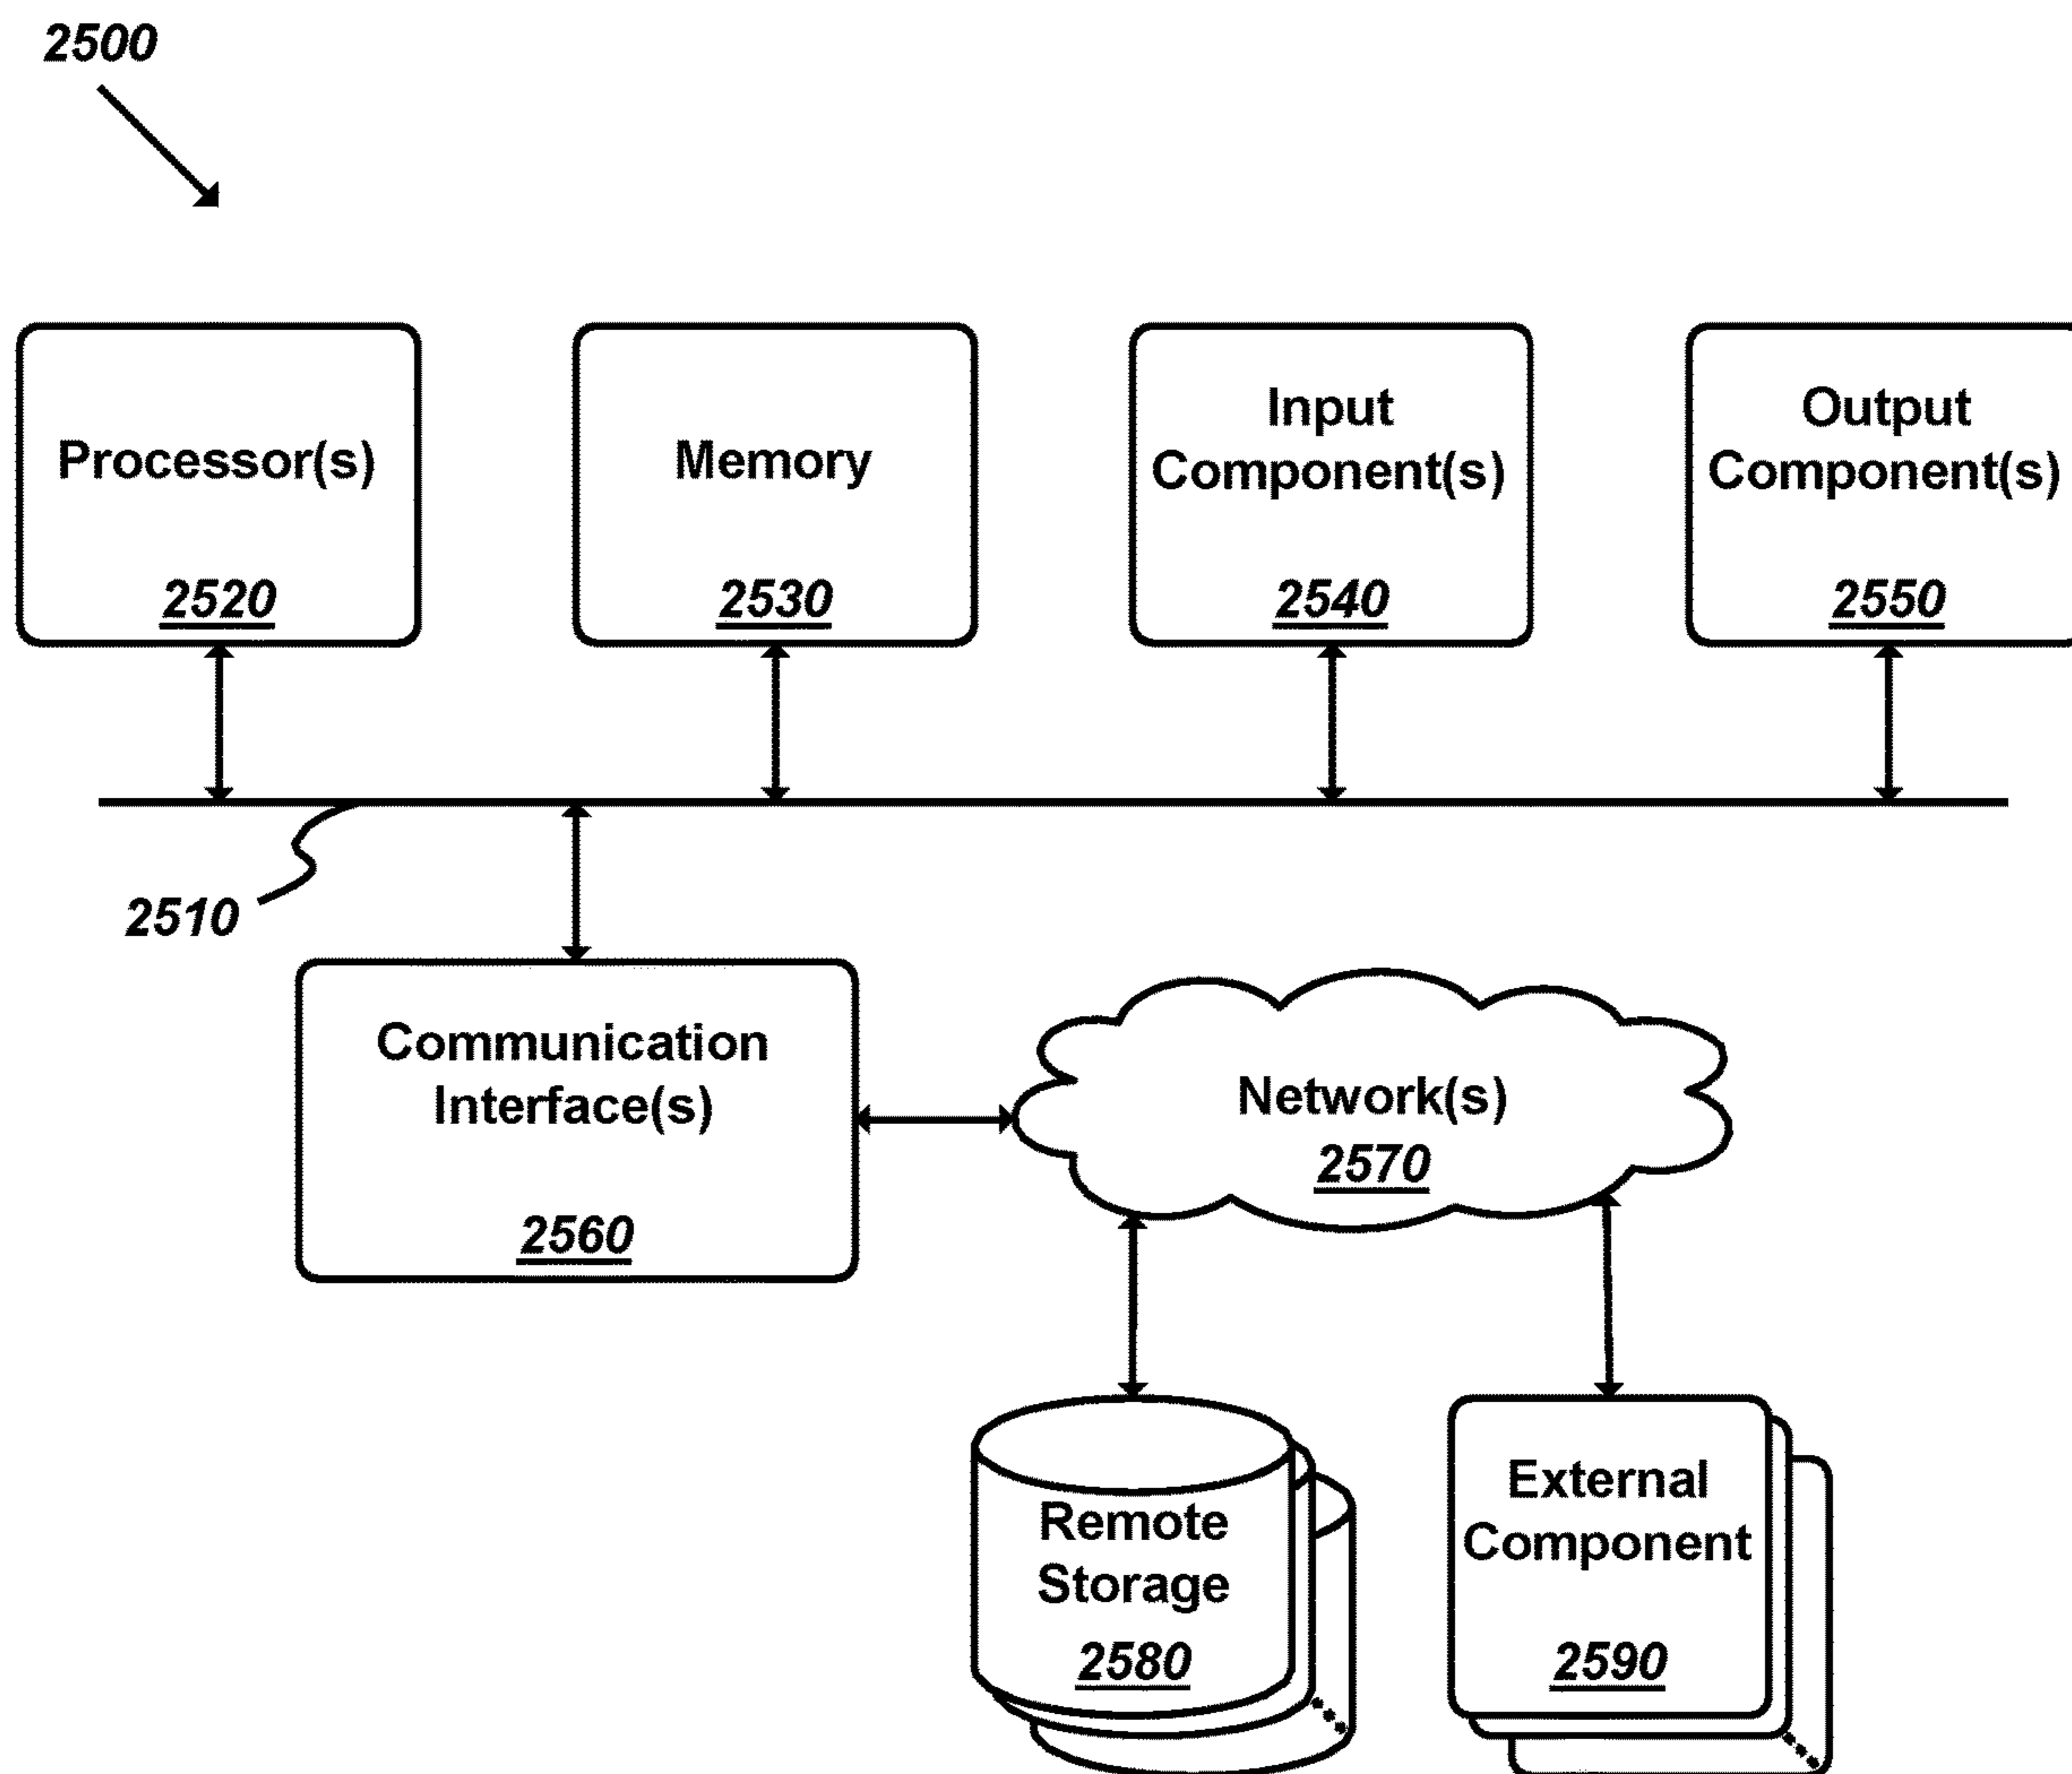 2500
Processor(s)
2520
Memory
2530
Input
Component(s)
2540
Output
Component(s)
2550
2510
Communication
Interface(s)
2560
Network(s)
2570
Remote
Storage
2580
External
Component
2590